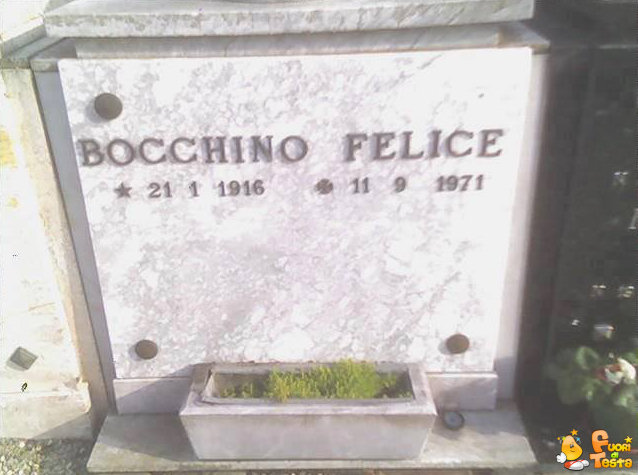 BOCCHINO FELICE
★ 21 1 1916 ✽ 11 9 1971
FUORI
di
Testa